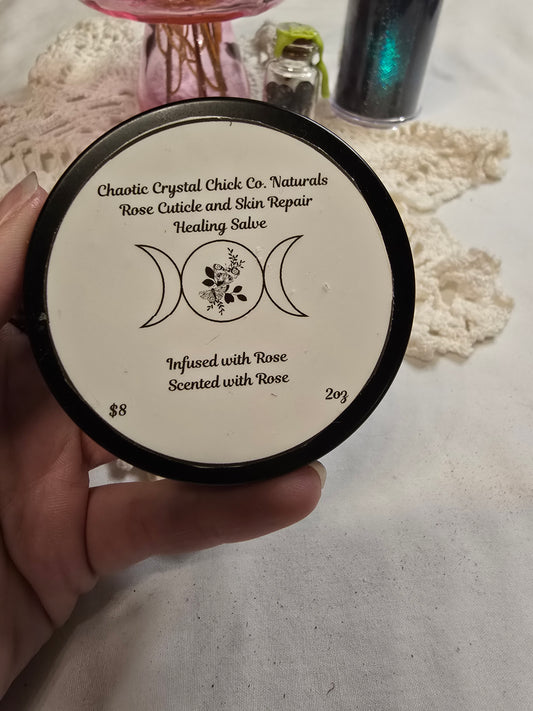 Chaotic Crystal Chick Co. Naturals
Rose Cuticle and Skin Repair
Healing Salve
Infused with Rose
Scented with Rose
$8
2oz